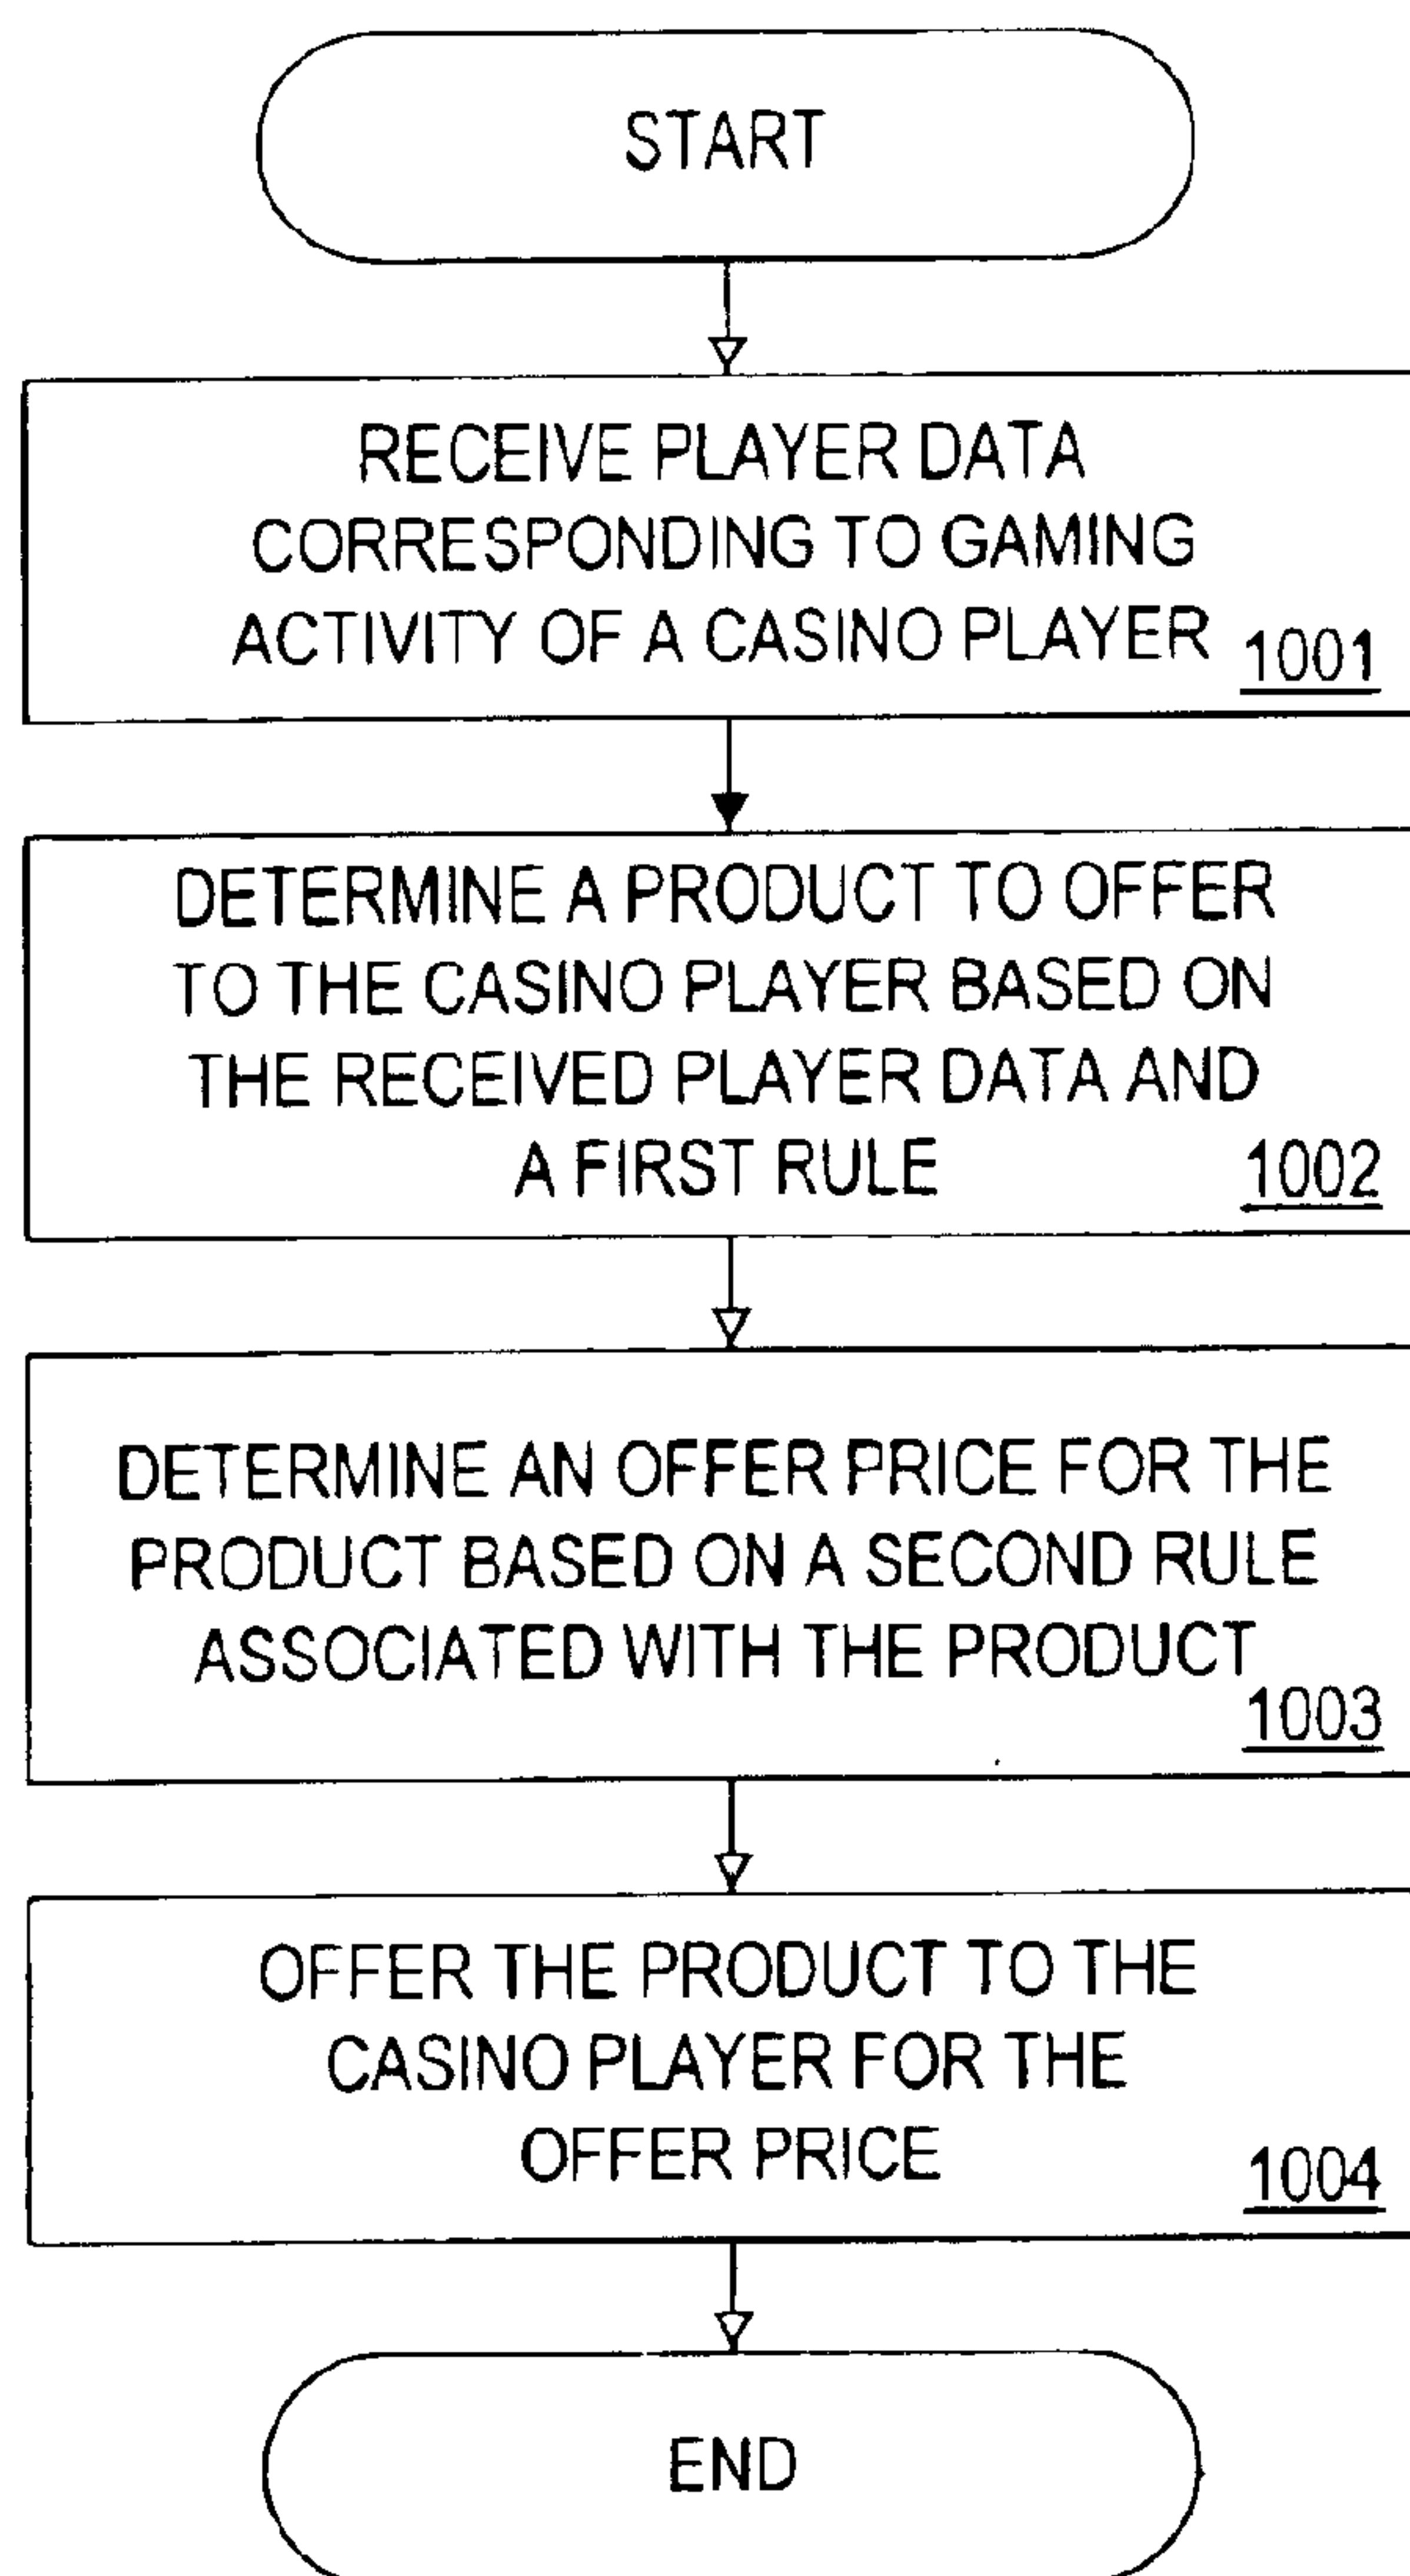 START
RECEIVE PLAYER DATA
CORRESPONDING TO GAMING
ACTIVITY OF A CASINO PLAYER
1001
DETERMINE A PRODUCT TO OFFER
TO THE CASINO PLAYER BASED ON
THE RECEIVED PLAYER DATA AND
A FIRST RULE
1002
DETERMINE AN OFFER PRICE FOR THE
PRODUCT BASED ON A SECOND RULE
ASSOCIATED WITH THE PRODUCT
1003
OFFER THE PRODUCT TO THE
CASINO PLAYER FOR THE
OFFER PRICE
1004
END